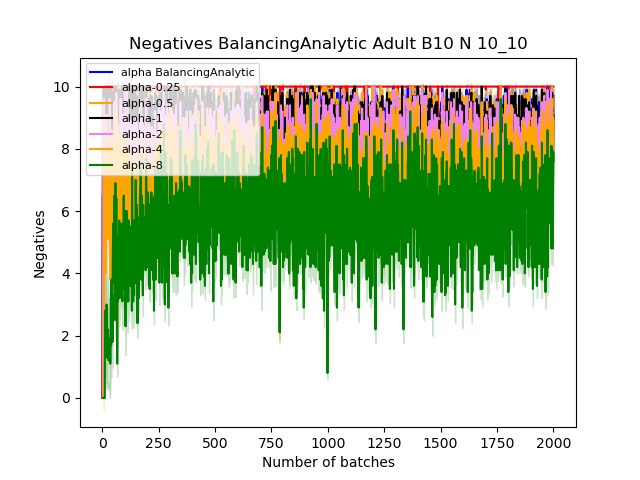 Negatives BalancingAnalytic Adult B10 N 10_10
alpha BalancingAnalytic
alpha-0.25
alpha-0.5
alpha-1
alpha-2
alpha-4
alpha-8
10
8
6
4
2
0
Negatives
0 250 500 750 1000 1250 1500 1750 2000
Number of batches